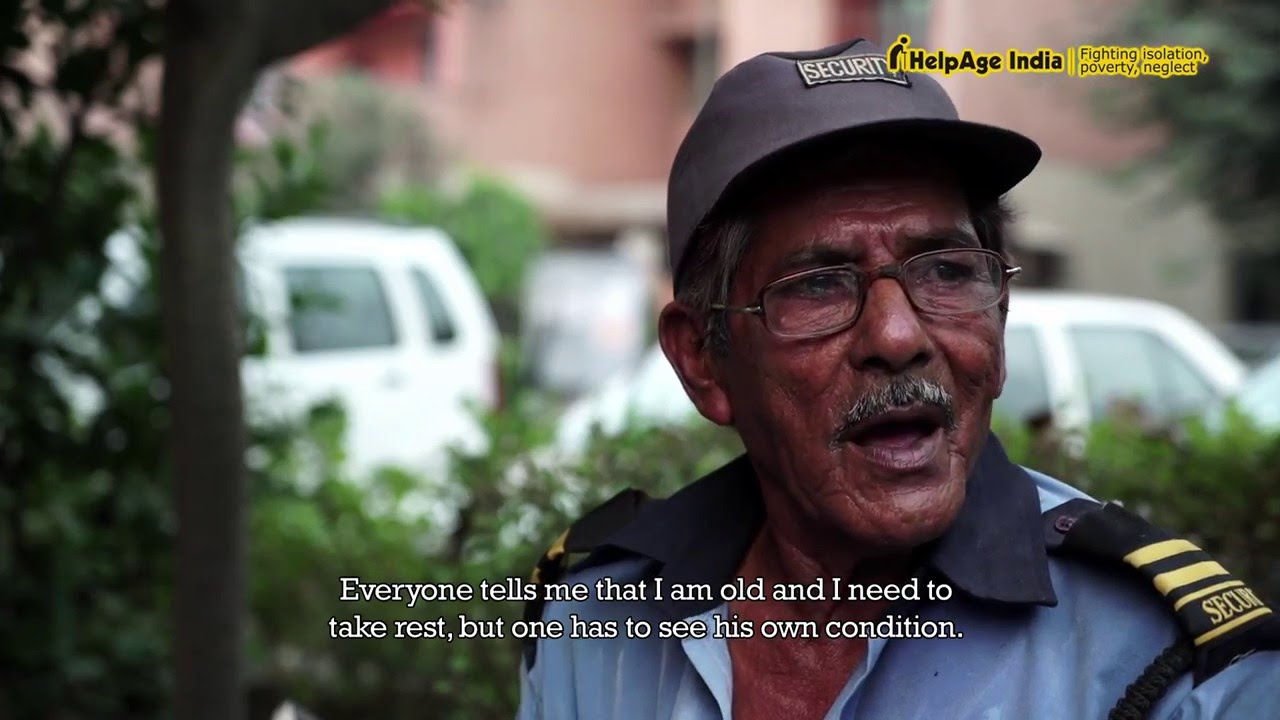 HelpAge India
Fighting isolation,
poverty, neglect
SECURITY
SECURI
Everyone tells me that I am old and I need to
take rest, but one has to see his own condition.